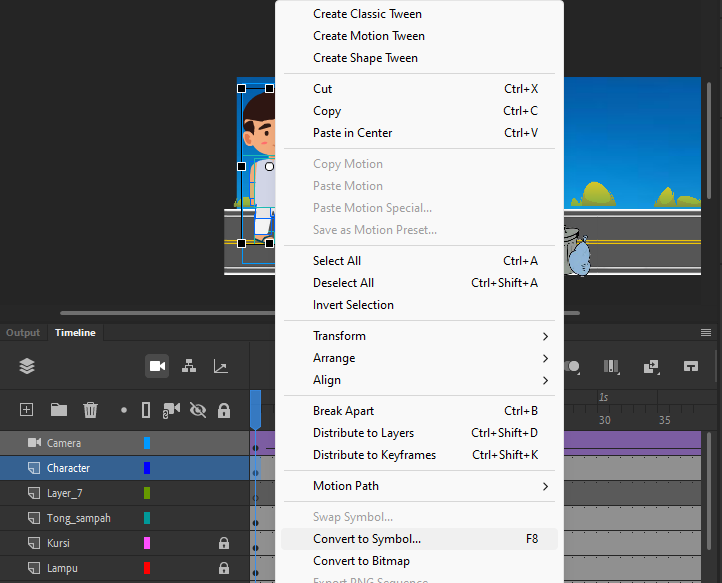 Create Classic Tween
Create Motion Tween
Create Shape Tween
Cut Ctrl+X
Copy Ctrl+C
Paste in Center Ctrl+V
Copy Motion
Paste Motion
Paste Motion Special...
Save as Motion Preset...
Select All Ctrl+A
Deselect All Ctrl+Shift+A
Invert Selection
Transform
Arrange
Align
Break Apart Ctrl+B
Distribute to Layers Ctrl+Shift+D
Distribute to Keyframes Ctrl+Shift+K
Motion Path
Swap Symbol...
Convert to Symbol... F8
Convert to Bitmap
Export PNG Sequence
Output Timeline
1s
30 35
Camera
Character
Layer_7
Tong_sampah
Kursi
Lampu